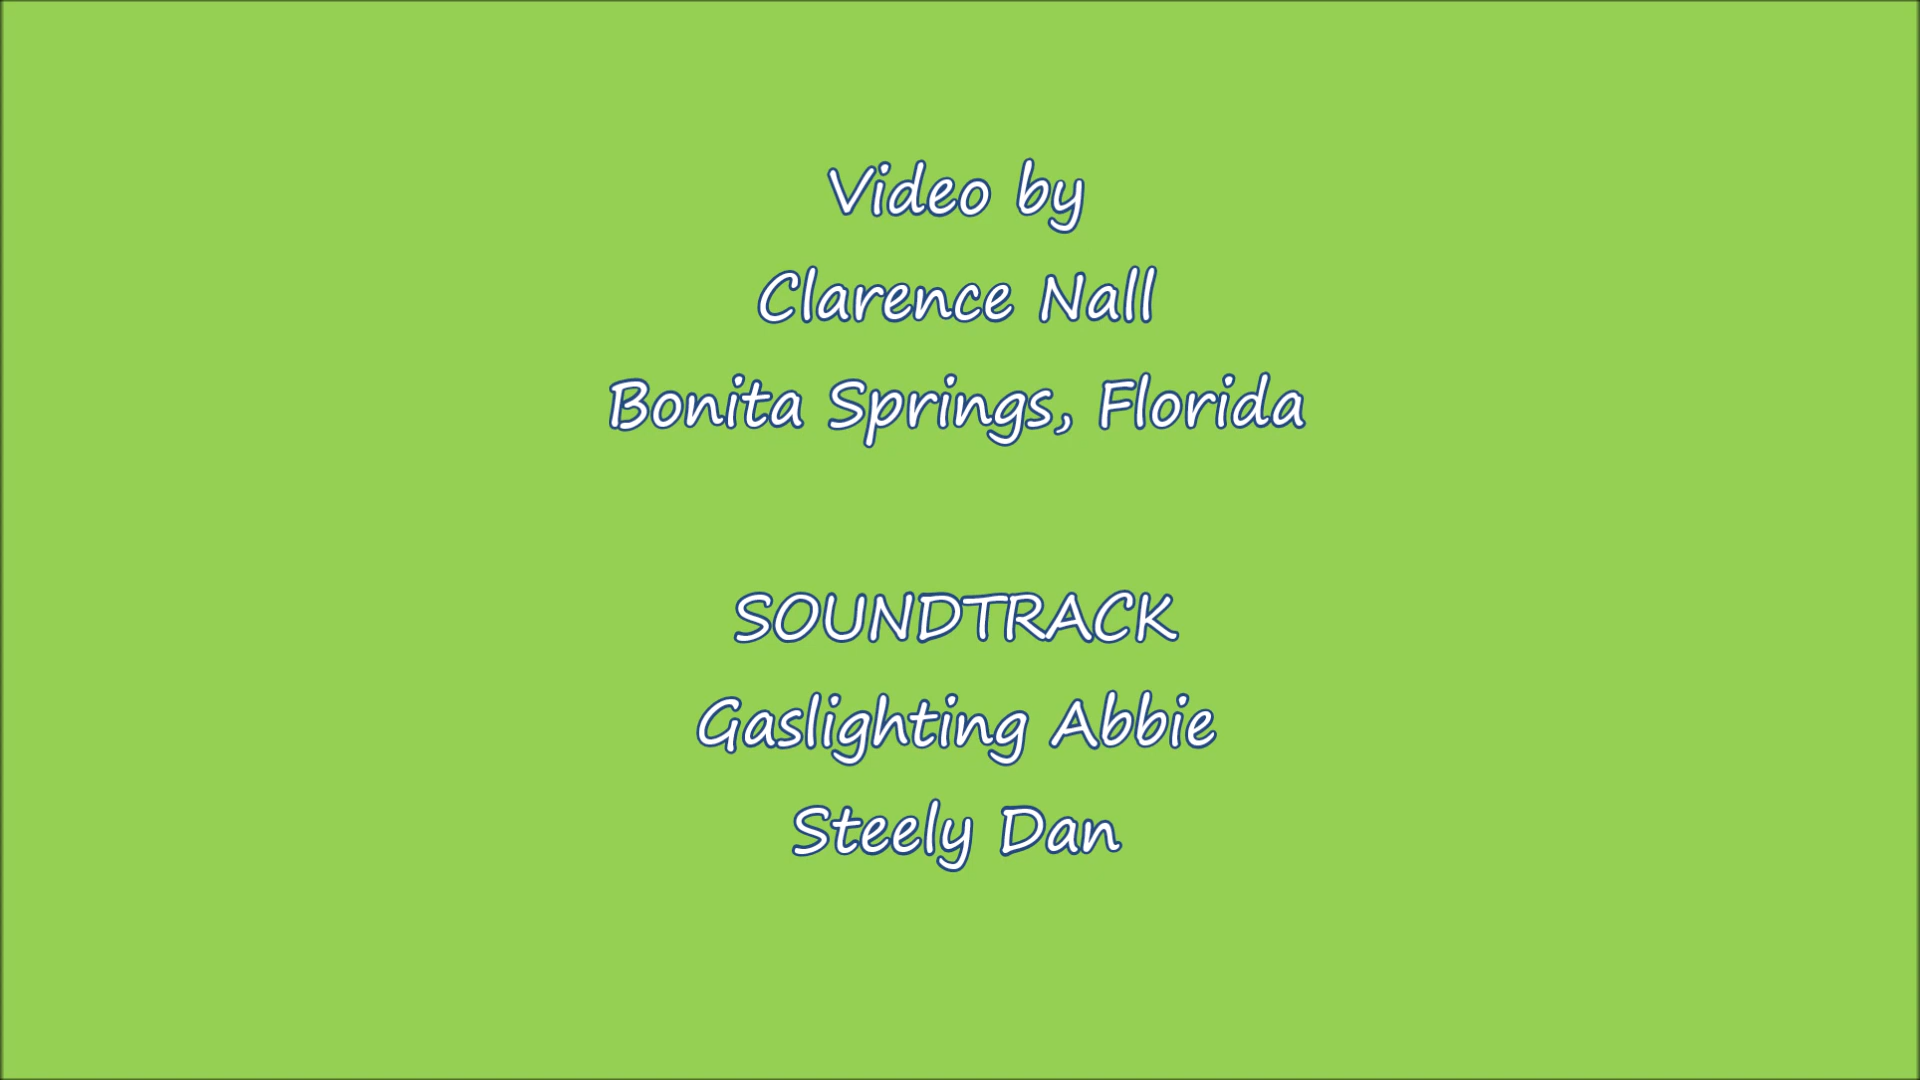 Video by
Clarence Nall
Bonita Springs, Florida
SOUNDTRACK
Gaslighting Abbie
Steely Dan